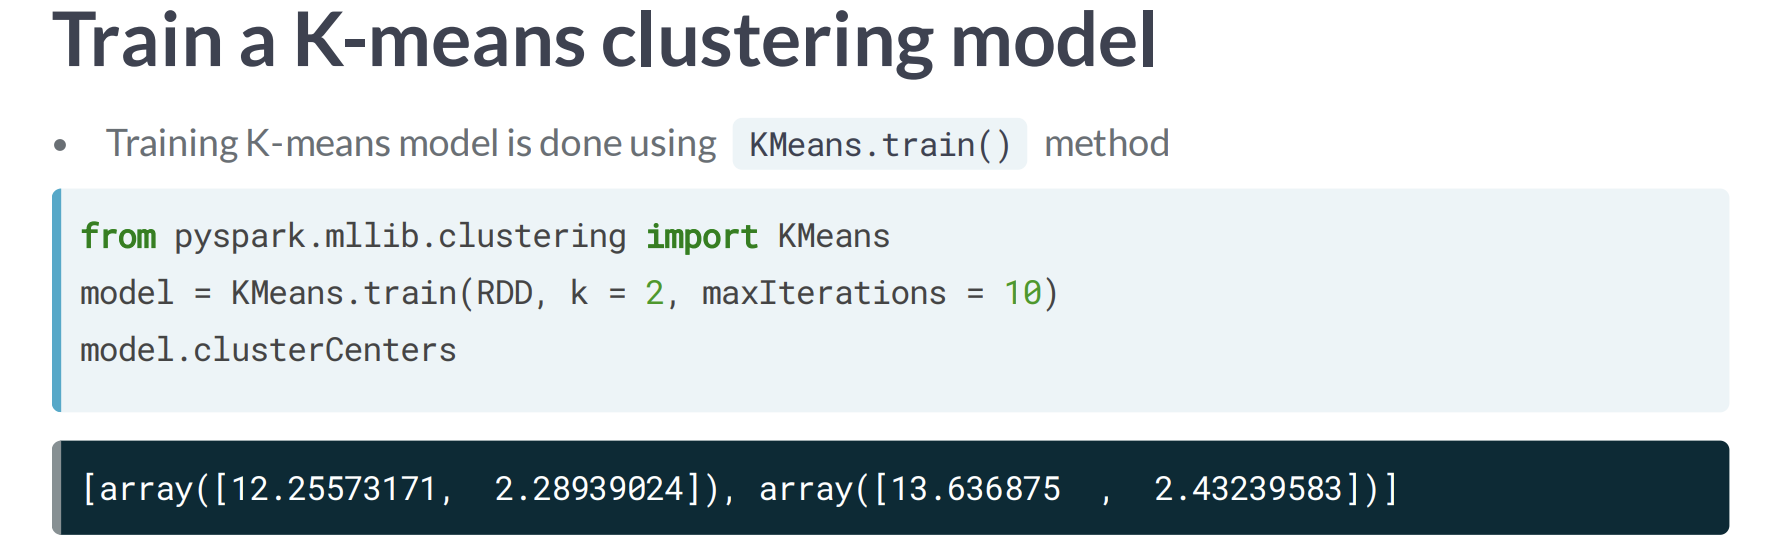 Train a K-means clustering model
• Training K-means model is done using KMeans.train() method
from pyspark.mllib.clustering import KMeans
model = KMeans.train(RDD, k = 2, maxIterations = 10)
model.clusterCenters
[array([12.25573171,  2.28939024]), array([13.636875  ,  2.43239583])]